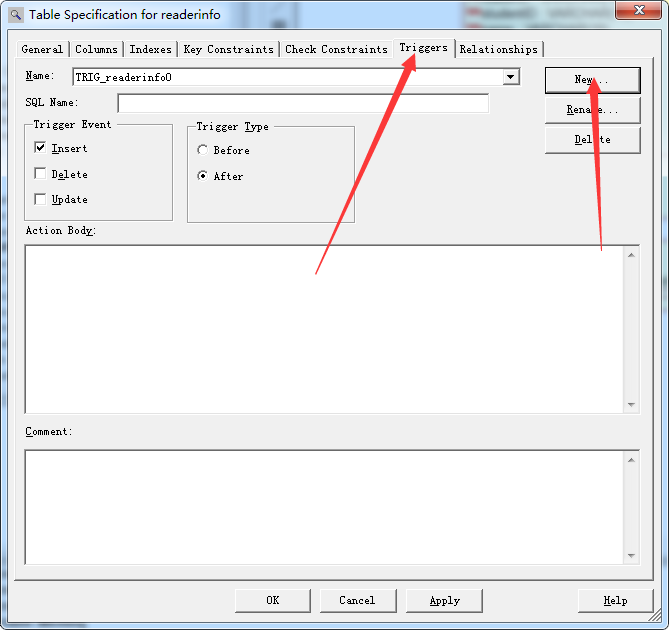 Table Specification for readerinfo
General Columns Indexes Key Constraints Check Constraints Triggers Relationships
Name: TRIG_readerinfo0 New...
SQL Name: Rename...
Trigger Event Trigger Type Delete
Insert Before
Delete After
Update
Action Body:
Comment:
OK Cancel Apply Help